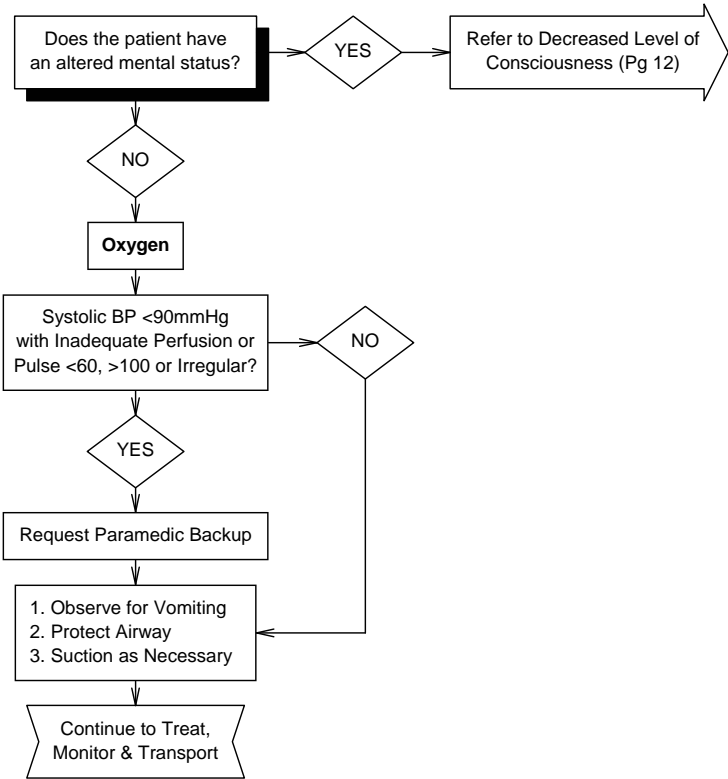 Does the patient have
an altered mental status?
YES
Refer to Decreased Level of
Consciousness (Pg 12)
NO
Oxygen
Systolic BP <90mmHg
with Inadequate Perfusion or
Pulse <60, >100 or Irregular?
NO
YES
Request Paramedic Backup
1. Observe for Vomiting
2. Protect Airway
3. Suction as Necessary
Continue to Treat,
Monitor & Transport